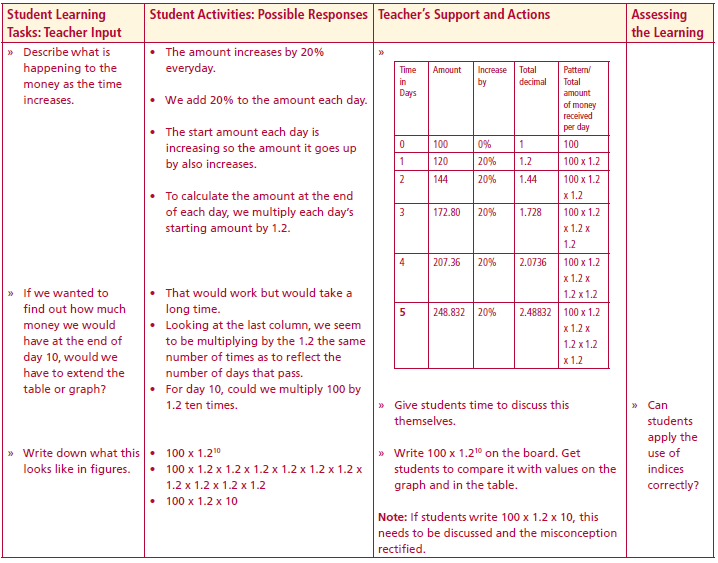 Student Learning
Tasks: Teacher Input
Student Activities: Possible Responses
Teacher's Support and Actions
Assessing
the Learning
» Describe what is
happening to the
money as the time
increases.
• The amount increases by 20%
everyday.
• We add 20% to the amount each day.
• The start amount each day is
increasing so the amount it goes up
by also increases.
• To calculate the amount at the end
of each day, we multiply each day's
starting amount by 1.2.
»
Time
in
Days
Amount
Increase
by
Total
decimal
Pattern/
Total
amount
of money
received
per day
0 100 0% 1 100
1 120 20% 1.2 100 x 1.2
2 144 20% 1.44 100 x 1.2
x 1.2
3 172.80 20% 1.728 100 x 1.2
x 1.2 x
1.2
4 207.36 20% 2.0736 100 x 1.2
x 1.2 x
1.2 x 1.2
5 248.832 20% 2.48832 100 x 1.2
x 1.2 x
1.2 x 1.2
x 1.2
» If we wanted to
find out how much
money we would
have at the end of
day 10, would we
have to extend the
table or graph?
• That would work but would take a
long time.
• Looking at the last column, we seem
to be multiplying by the 1.2 the same
number of times as to reflect the
number of days that pass.
• For day 10, could we multiply 100 by
1.2 ten times.
» Give students time to discuss this
themselves.
» Can
students
apply the
use of
indices
correctly?
» Write down what this
looks like in figures.
• 100 x 1.2¹⁰
• 100 x 1.2 x 1.2 x 1.2 x 1.2 x 1.2 x 1.2 x
1.2 x 1.2 x 1.2 x 1.2
• 100 x 1.2 x 10
» Write 100 x 1.2¹⁰ on the board. Get
students to compare it with values on the
graph and in the table.
Note: If students write 100 x 1.2 x 10, this
needs to be discussed and the misconception
rectified.